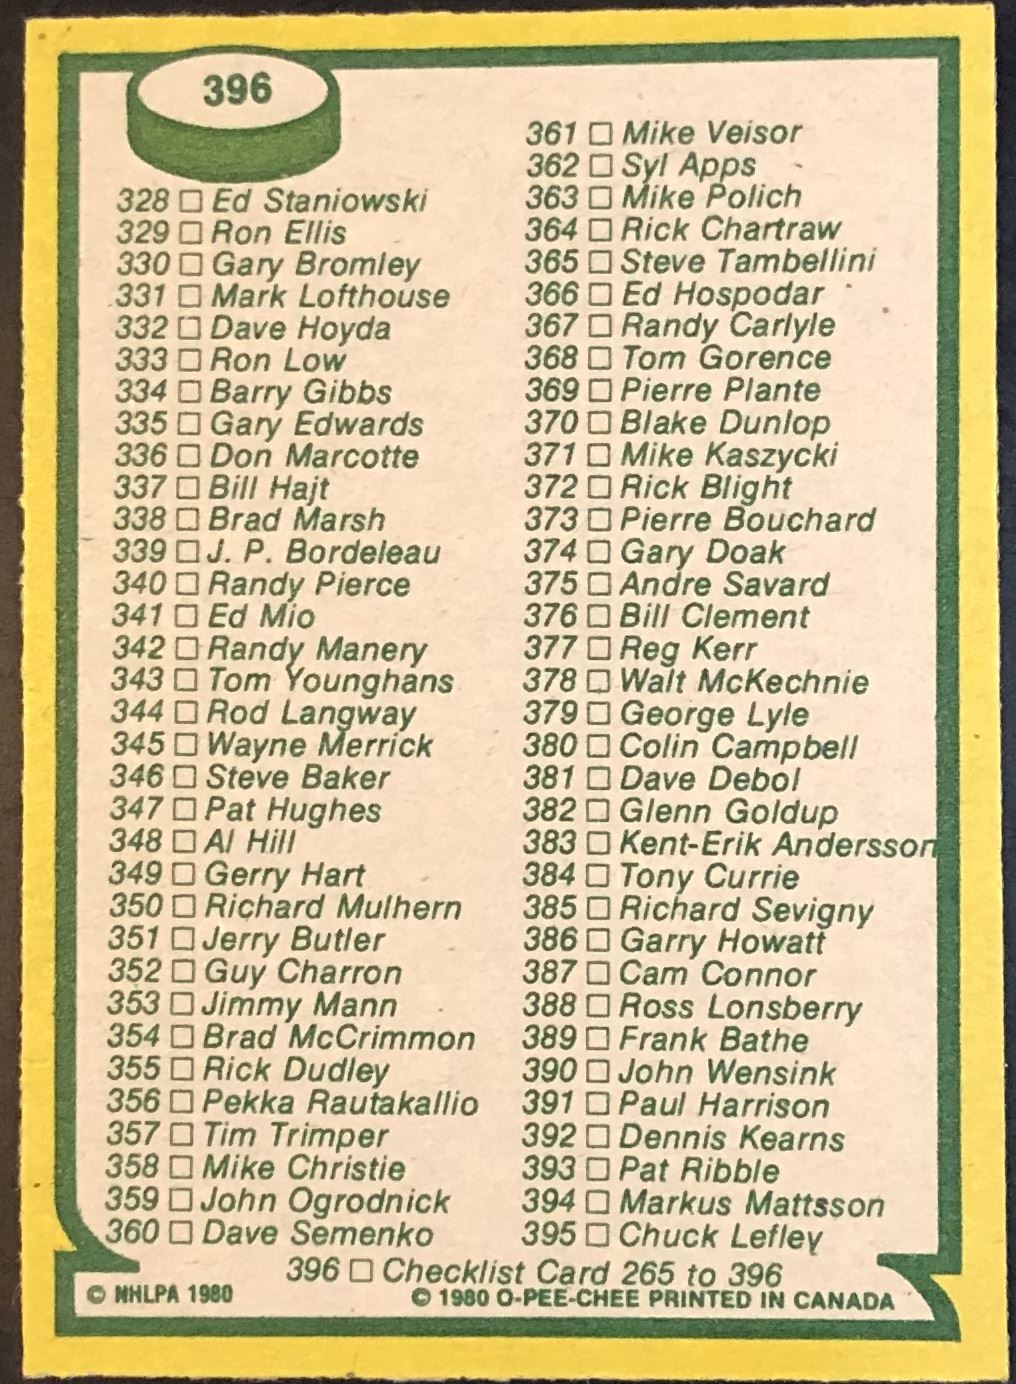 396
328 □ Ed Staniowski
329 □ Ron Ellis
330 □ Gary Bromley
331 □ Mark Lofthouse
332 □ Dave Hoyda
333 □ Ron Low
334 □ Barry Gibbs
335 □ Gary Edwards
336 □ Don Marcotte
337 □ Bill Hajt
338 □ Brad Marsh
339 □ J. P. Bordeleau
340 □ Randy Pierce
341 □ Ed Mio
342 □ Randy Manery
343 □ Tom Younghans
344 □ Rod Langway
345 □ Wayne Merrick
346 □ Steve Baker
347 □ Pat Hughes
348 □ Al Hill
349 □ Gerry Hart
350 □ Richard Mulhern
351 □ Jerry Butler
352 □ Guy Charron
353 □ Jimmy Mann
354 □ Brad McCrimmon
355 □ Rick Dudley
356 □ Pekka Rautakallio
357 □ Tim Trimper
358 □ Mike Christie
359 □ John Ogrodnick
360 □ Dave Semenko
361 □ Mike Veisor
362 □ Syl Apps
363 □ Mike Polich
364 □ Rick Chartraw
365 □ Steve Tambellini
366 □ Ed Hospodar
367 □ Randy Carlyle
368 □ Tom Gorence
369 □ Pierre Plante
370 □ Blake Dunlop
371 □ Mike Kaszycki
372 □ Rick Blight
373 □ Pierre Bouchard
374 □ Gary Doak
375 □ Andre Savard
376 □ Bill Clement
377 □ Reg Kerr
378 □ Walt McKechnie
379 □ George Lyle
380 □ Colin Campbell
381 □ Dave Debol
382 □ Glenn Goldup
383 □ Kent-Erik Andersson
384 □ Tony Currie
385 □ Richard Sevigny
386 □ Garry Howatt
387 □ Cam Connor
388 □ Ross Lonsberry
389 □ Frank Bathe
390 □ John Wensink
391 □ Paul Harrison
392 □ Dennis Kearns
393 □ Pat Ribble
394 □ Markus Mattsson
395 □ Chuck Lefley
396 □ Checklist Card 265 to 396
© NHLPA 1980
© 1980 O-PEE-CHEE PRINTED IN CANADA